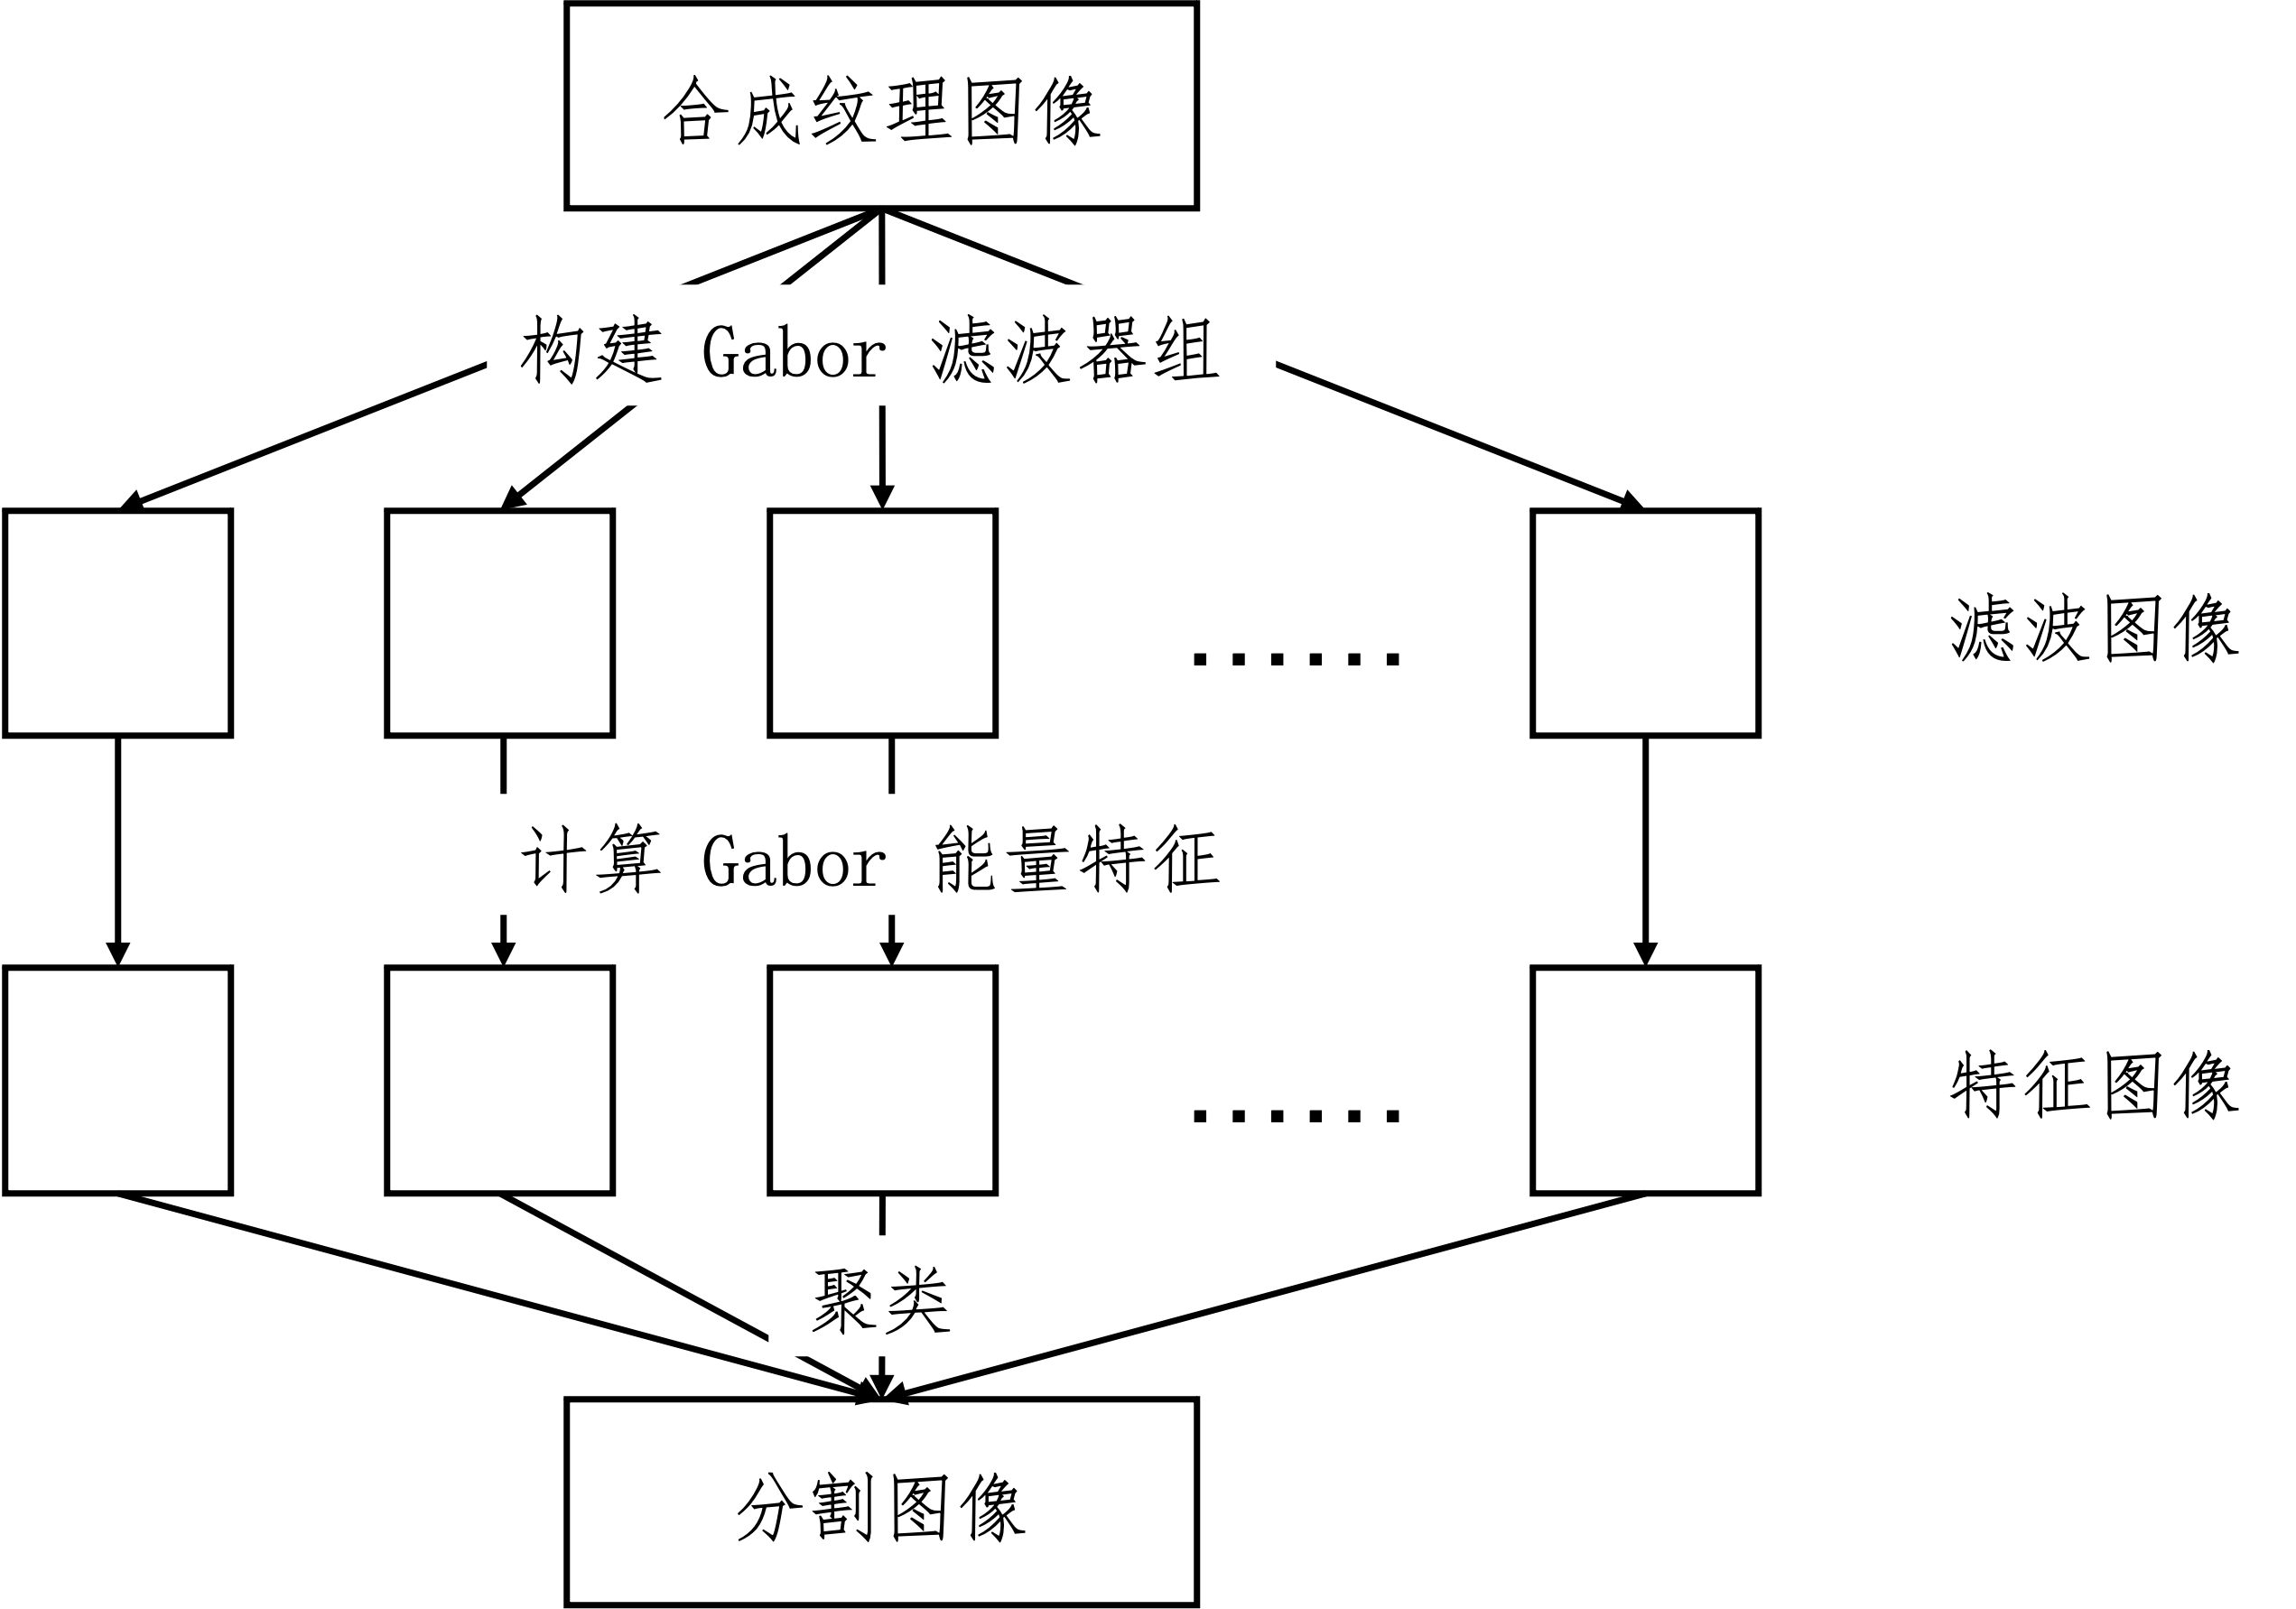 合成纹理图像
构建 Gabor 滤波器组
滤波图像
计算 Gabor 能量特征
特征图像
聚类
分割图像